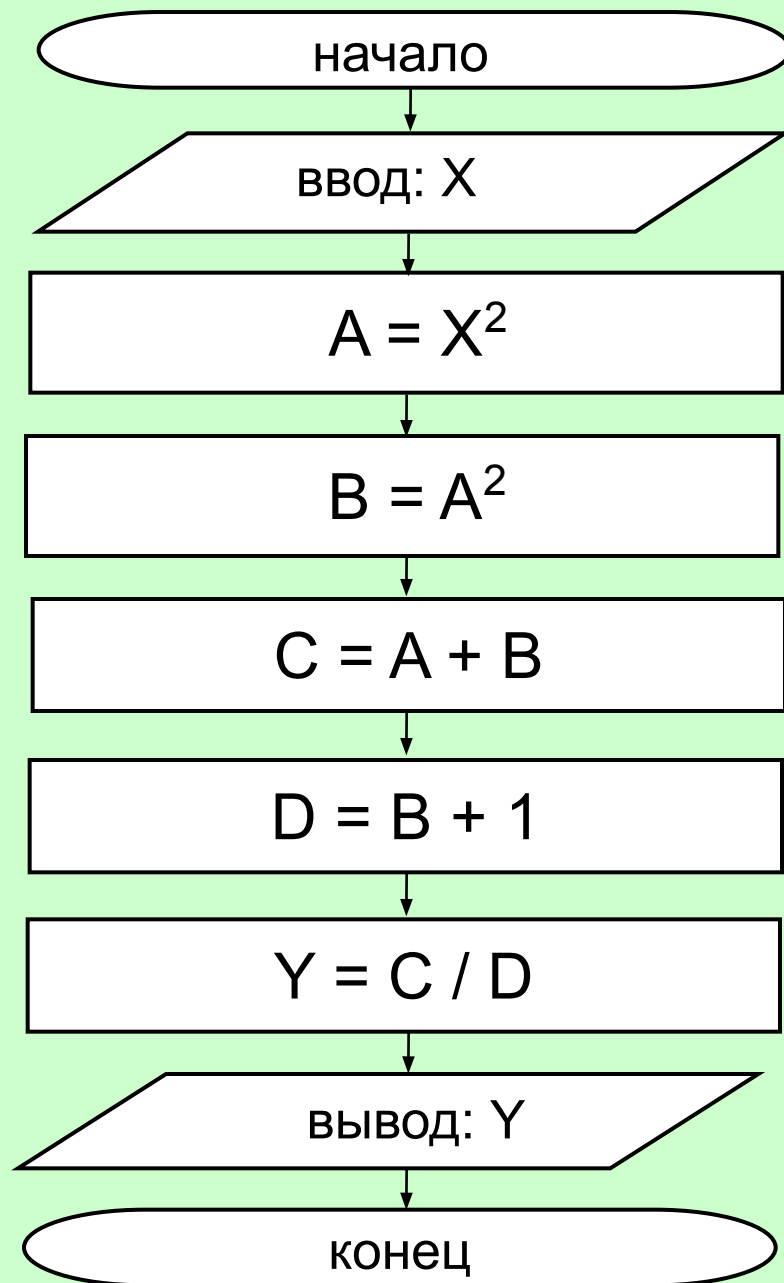 начало
ввод: X
A = X²
B = A²
C = A + B
D = B + 1
Y = C / D
вывод: Y
конец